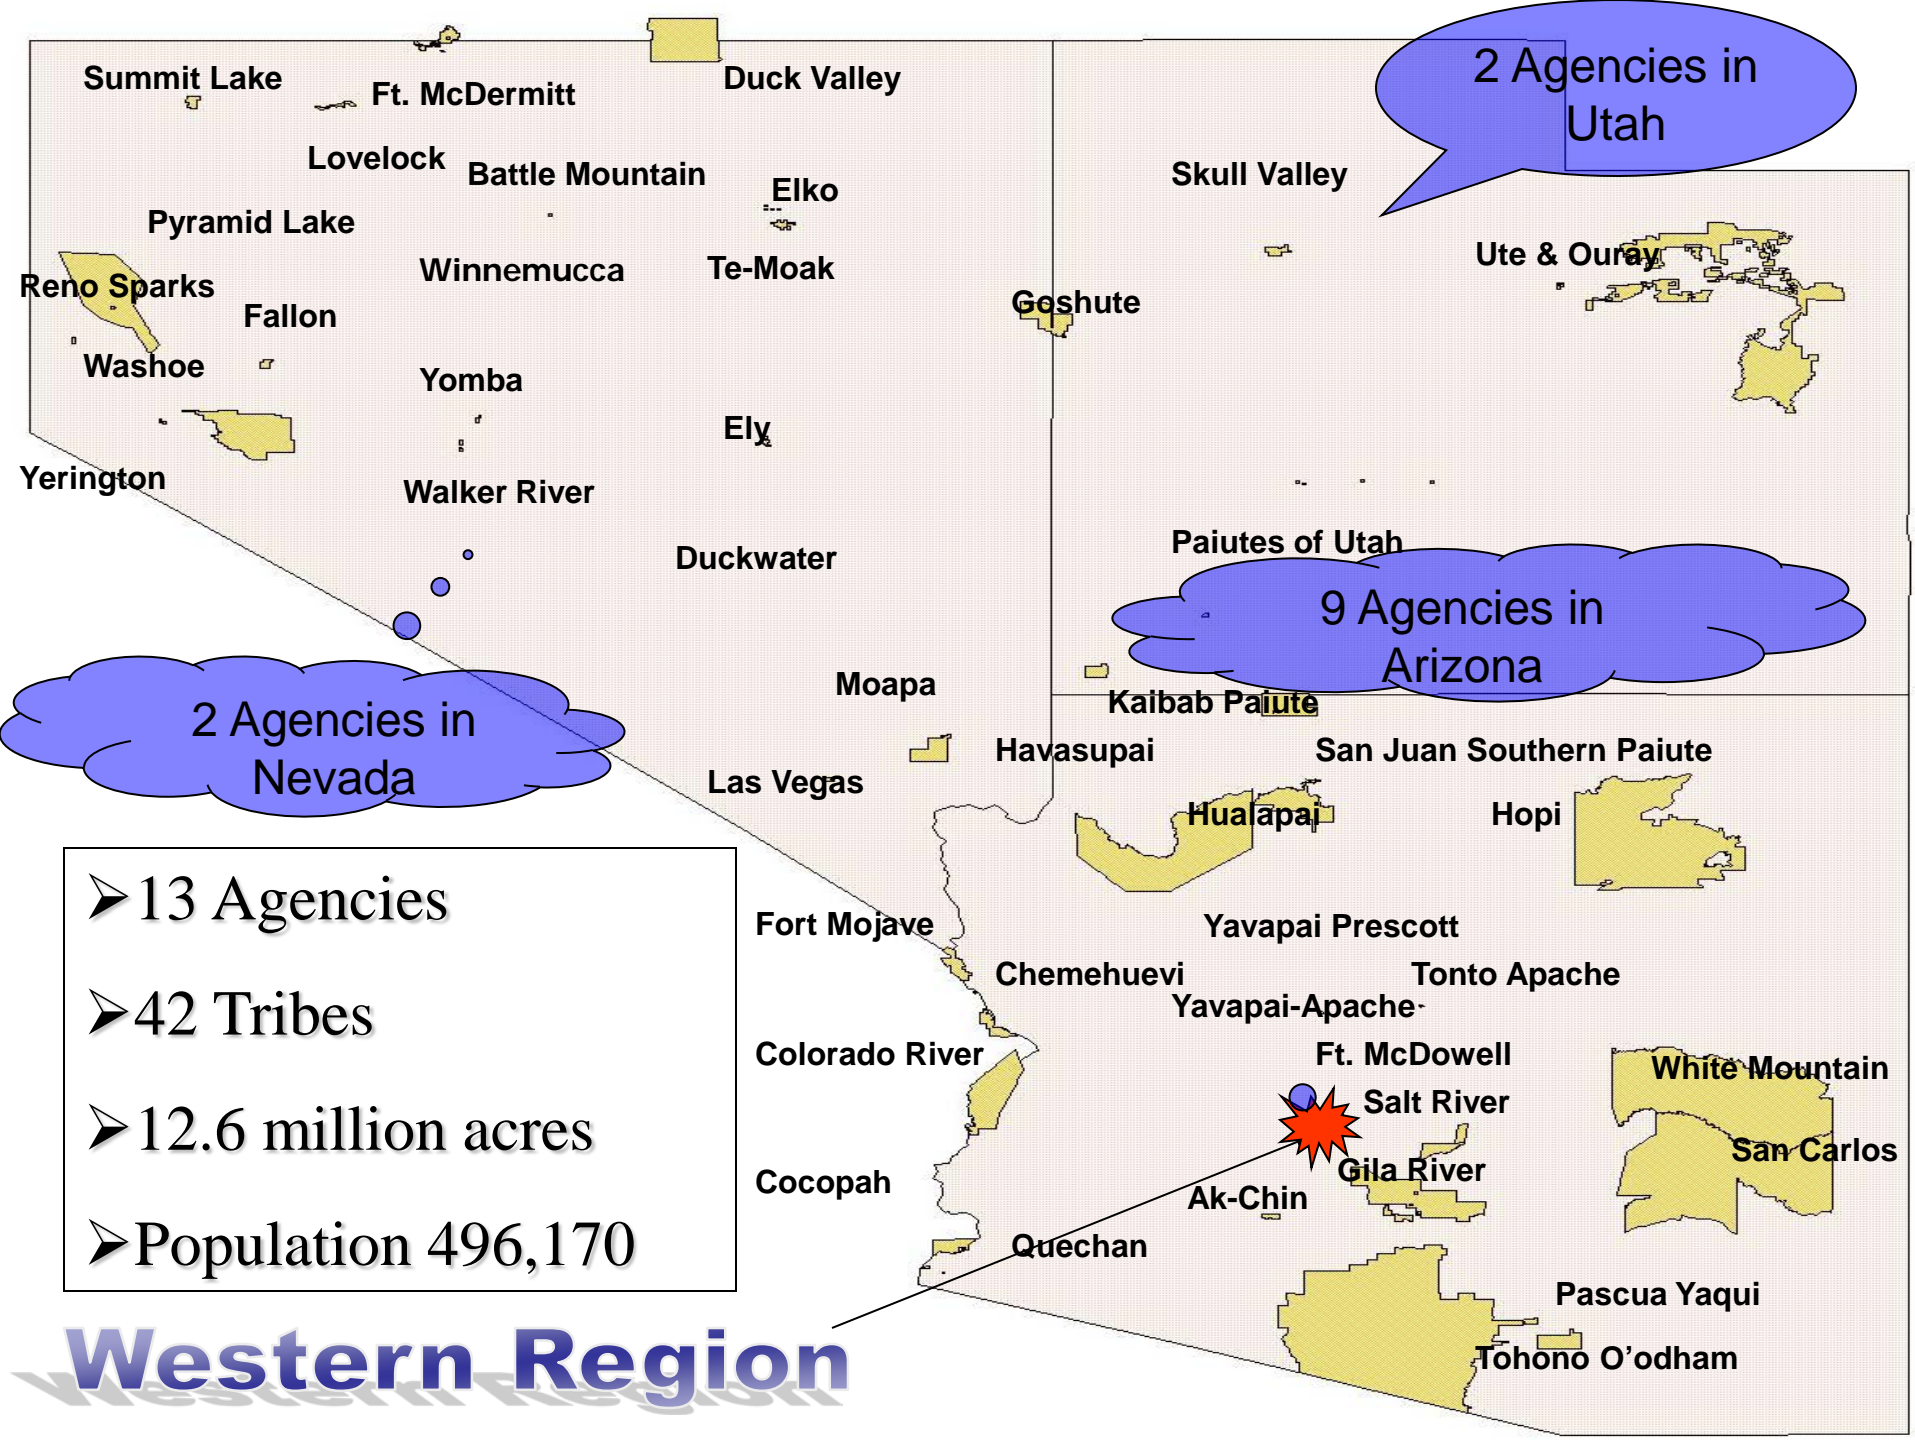 2 Agencies in
Utah
Summit Lake
Ft. McDermitt
Duck Valley
Lovelock
Battle Mountain
Elko
Skull Valley
Pyramid Lake
Winnemucca
Te-Moak
Ute & Ouray
Reno Sparks
Fallon
Goshute
Washoe
Yomba
Ely
Yerington
Walker River
Duckwater
Paiutes of Utah
9 Agencies in
Arizona
Moapa
Kaibab Paiute
2 Agencies in
Nevada
Havasupai
San Juan Southern Paiute
Las Vegas
Hualapai
Hopi
➢13 Agencies
➢42 Tribes
➢12.6 million acres
➢Population 496,170
Fort Mojave
Yavapai Prescott
Chemehuevi
Tonto Apache
Yavapai-Apache
Colorado River
Ft. McDowell
White Mountain
Salt River
San Carlos
Gila River
Cocopah
Ak-Chin
Quechan
Pascua Yaqui
Tohono O’odham
Western Region